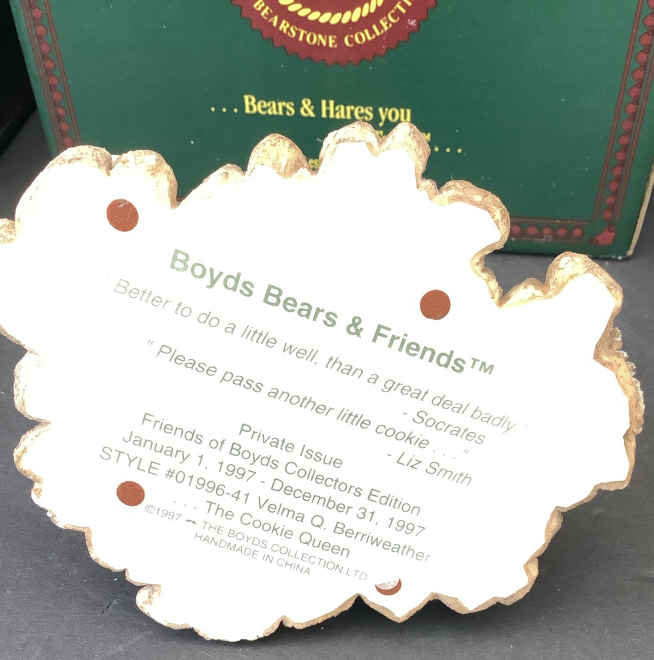 BEARSTONE COLLECTI
. . . Bears & Hares you
Boyds Bears & Friends™
"Better to do a little well, than a great deal badly."
- Socrates
" Please pass another little cookie . . . "
- Liz Smith
Private Issue
Friends of Boyds Collectors Edition
January 1, 1997 - December 31, 1997
STYLE #01996-41 Velma Q. Berriweather
. . . The Cookie Queen
©1997 THE BOYDS COLLECTION LTD
HANDMADE IN CHINA